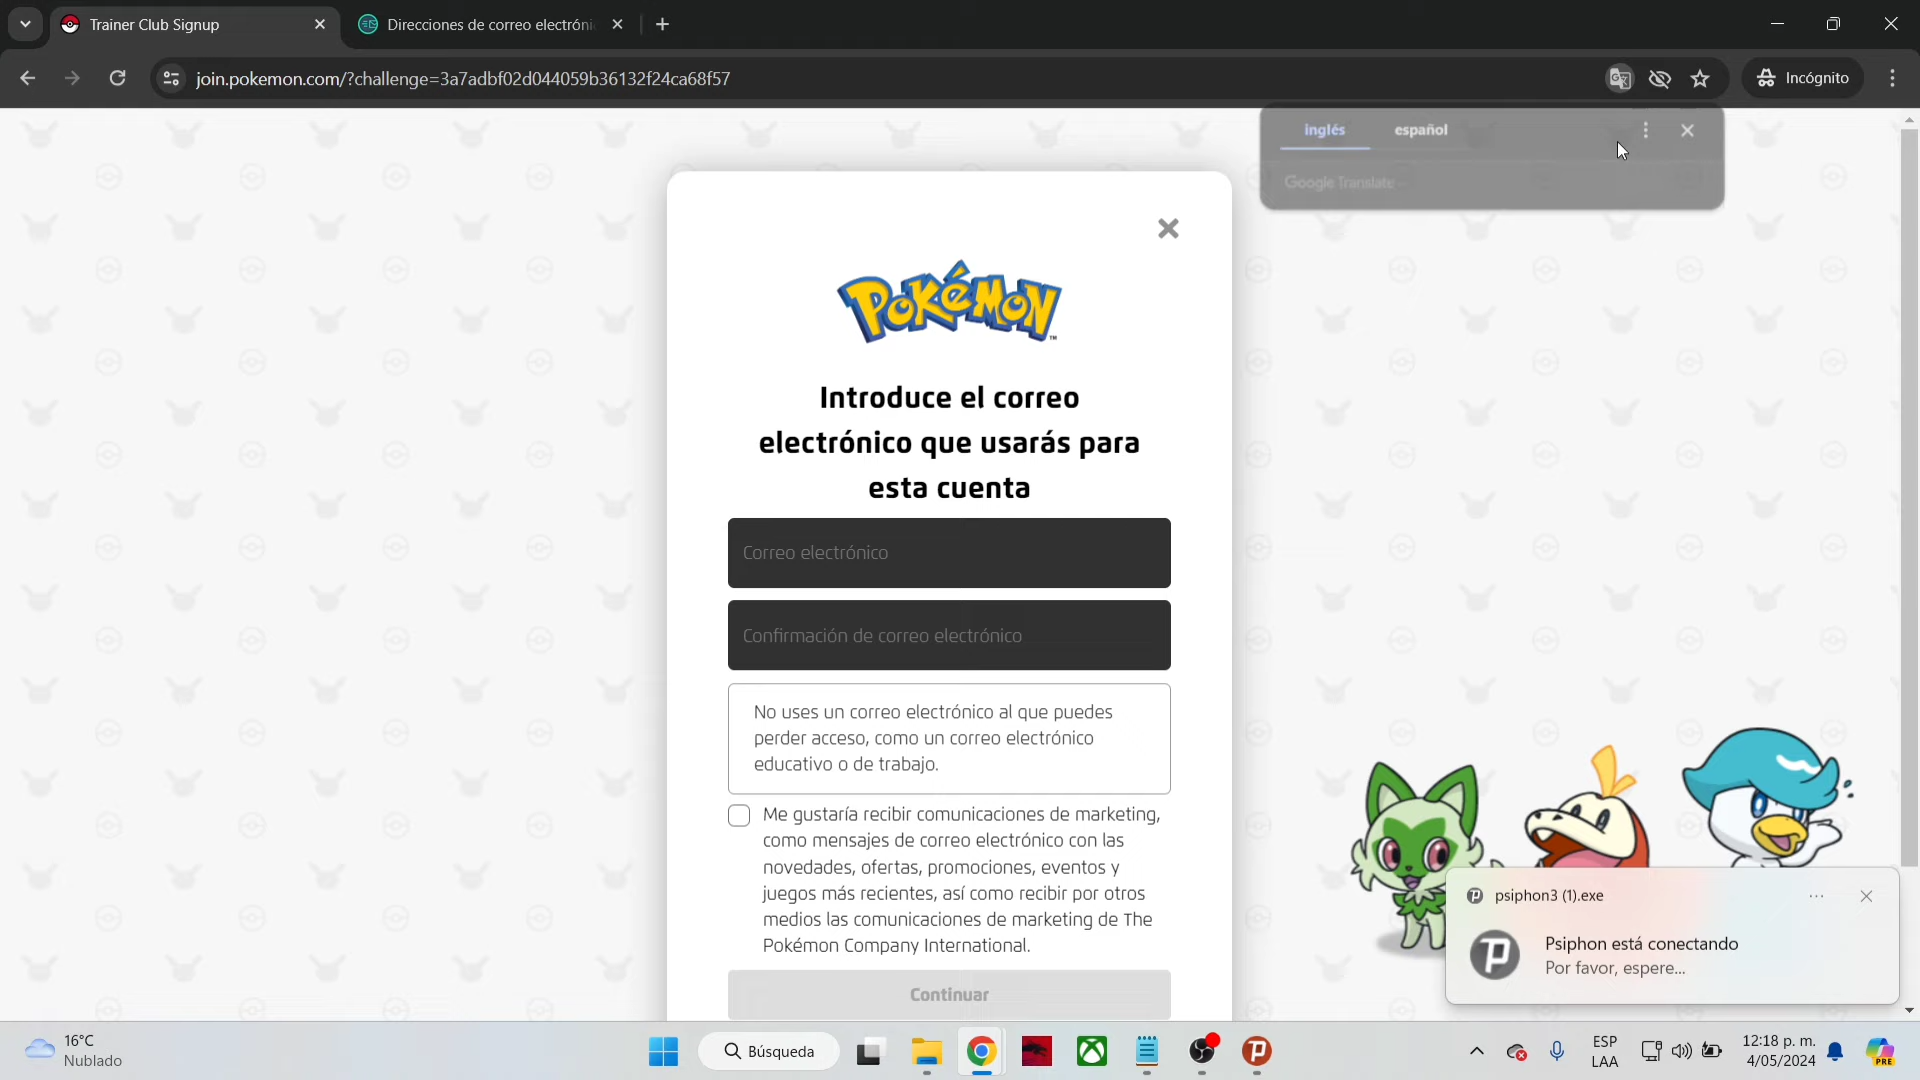 Trainer Club Signup
Direcciones de correo electróni
join.pokemon.com/?challenge=3a7adbf02d044059b36132f24ca68f57
Incógnito
inglés español
Google Translate
POKéMON
TM
Introduce el correo
electrónico que usarás para
esta cuenta
Correo electrónico
Confirmación de correo electrónico
No uses un correo electrónico al que puedes
perder acceso, como un correo electrónico
educativo o de trabajo.
Me gustaría recibir comunicaciones de marketing,
como mensajes de correo electrónico con las
novedades, ofertas, promociones, eventos y
juegos más recientes, así como recibir por otros
medios las comunicaciones de marketing de The
Pokémon Company International.
Continuar
psiphon3 (1).exe
Psiphon está conectando
Por favor, espere...
16°C
Nublado
Búsqueda
ESP
LAA
12:18 p. m.
4/05/2024
PRE